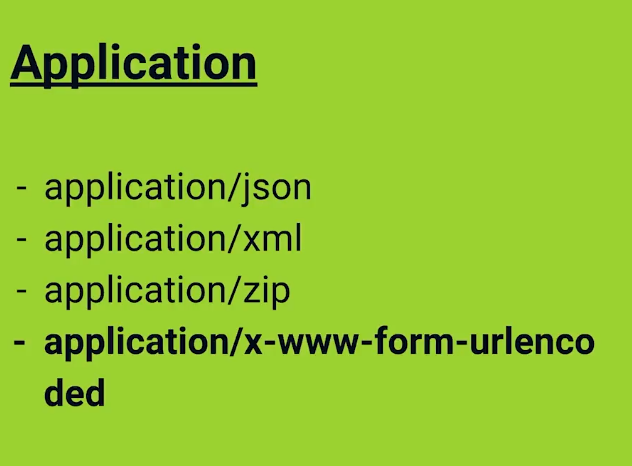 Application
- application/json
- application/xml
- application/zip
- application/x-www-form-urlenco
ded